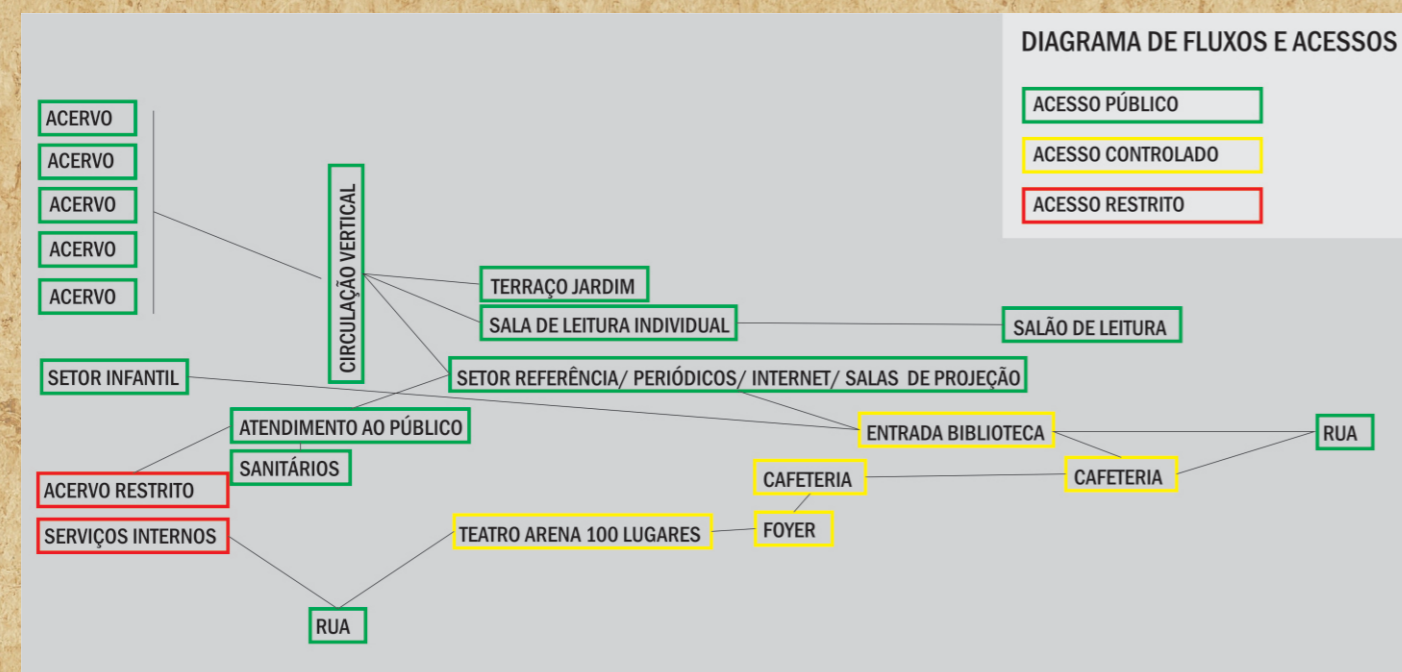 DIAGRAMA DE FLUXOS E ACESSOS
ACESSO PÚBLICO
ACESSO CONTROLADO
ACESSO RESTRITO
ACERVO
ACERVO
ACERVO
ACERVO
ACERVO
CIRCULAÇÃO VERTICAL
TERRAÇO JARDIM
SALA DE LEITURA INDIVIDUAL
SALÃO DE LEITURA
SETOR INFANTIL
SETOR REFERÊNCIA/ PERIÓDICOS/ INTERNET/ SALAS DE PROJEÇÃO
ATENDIMENTO AO PÚBLICO
ENTRADA BIBLIOTECA
RUA
SANITÁRIOS
CAFETERIA
CAFETERIA
ACERVO RESTRITO
SERVIÇOS INTERNOS
TEATRO ARENA 100 LUGARES
FOYER
RUA